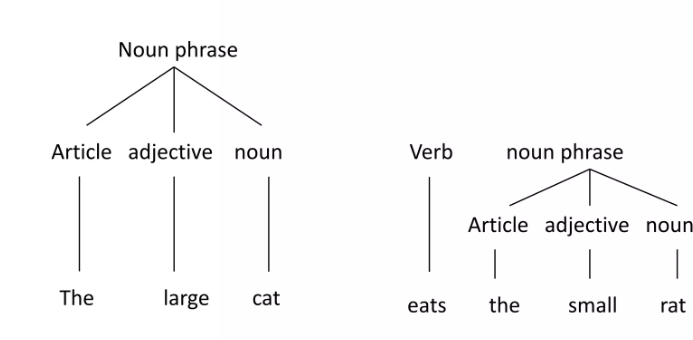 Noun phrase
Article adjective noun
Verb noun phrase
Article adjective noun
The large cat
eats the small rat